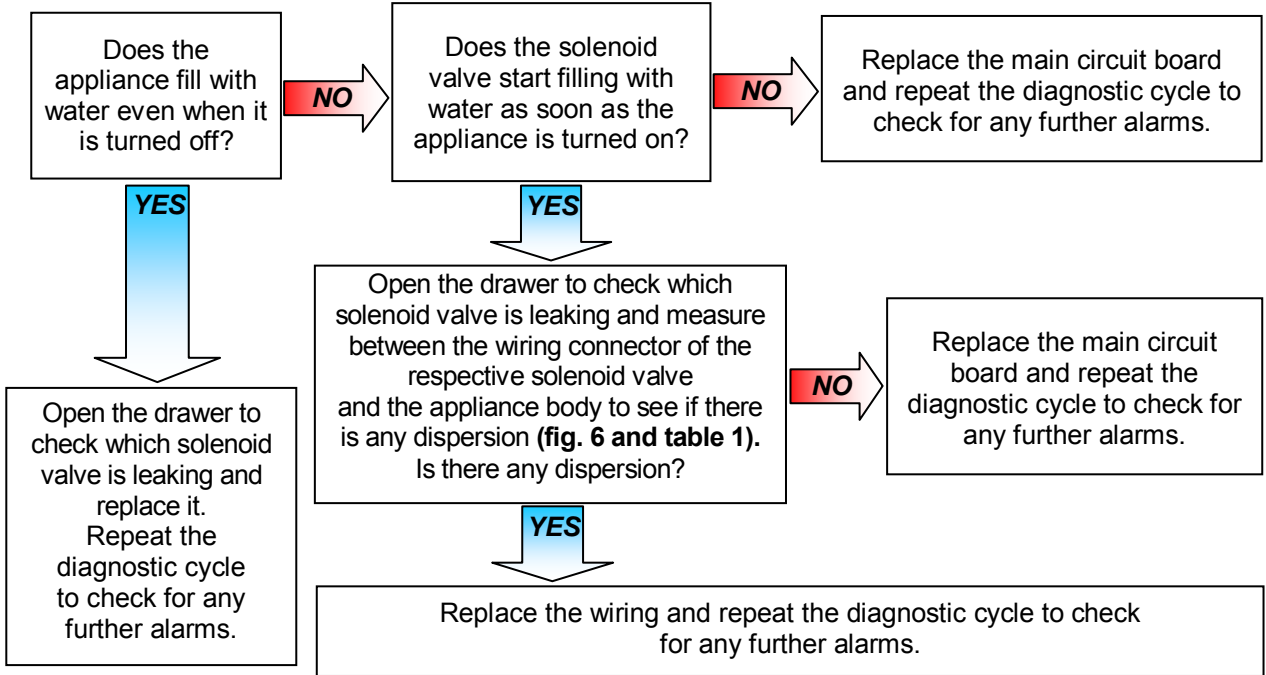 Does the
appliance fill with
water even when it
is turned off?
NO
Does the solenoid
valve start filling with
water as soon as the
appliance is turned on?
NO
Replace the main circuit board
and repeat the diagnostic cycle to
check for any further alarms.
YES
YES
Open the drawer to check which
solenoid valve is leaking and measure
between the wiring connector of the
respective solenoid valve
and the appliance body to see if there
is any dispersion (fig. 6 and table 1).
Is there any dispersion?
NO
Replace the main circuit
board and repeat the
diagnostic cycle to check for
any further alarms.
Open the drawer to
check which solenoid
valve is leaking and
replace it.
Repeat the
diagnostic cycle
to check for any
further alarms.
YES
Replace the wiring and repeat the diagnostic cycle to check
for any further alarms.